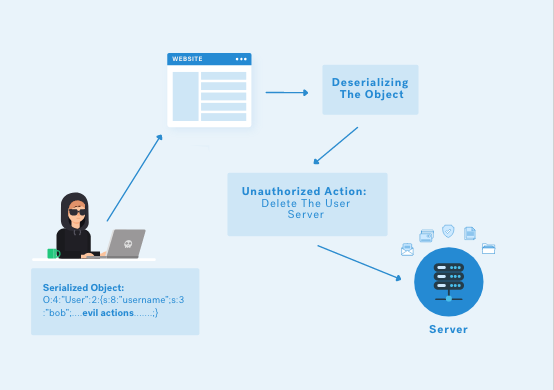 WEBSITE
Deserializing
The Object
Unauthorized Action:
Delete The User
Server
Serialized Object:
O:4:"User":2:{s:8:"username";s:3
:"bob";....evil actions.......;}
Server